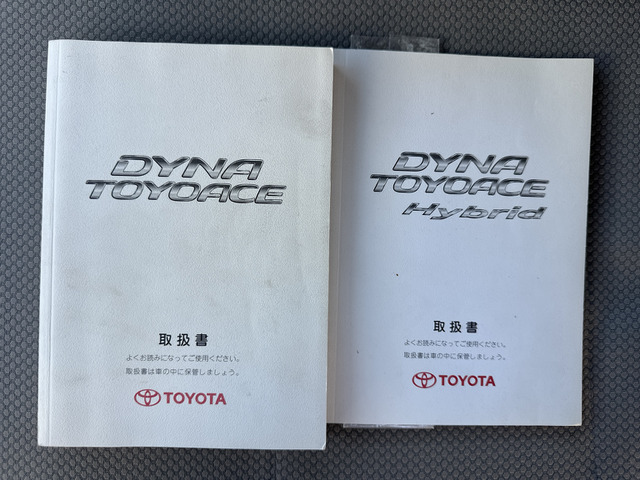 DYNA
TOYOACE
取扱書
よくお読みになってご使用ください。
取扱書は車の中に保管しましょう。
TOYOTA
DYNA
TOYOACE
Hybrid
取扱書
よくお読みになってご使用ください。
取扱書は車の中に保管しましょう。
TOYOTA